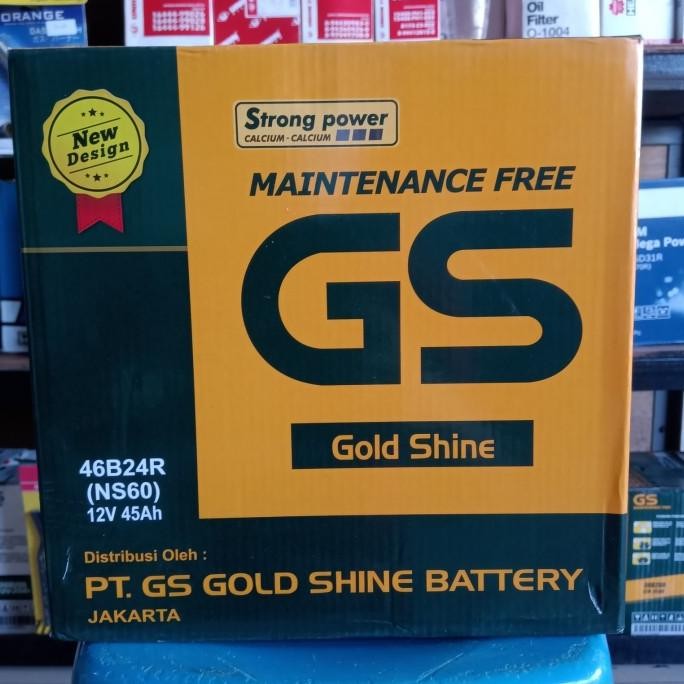 ORANGE
Oil
Filter
O-1004
New
Design
Strong power
CALCIUM - CALCIUM
MAINTENANCE FREE
GS
Gold Shine
46B24R
(NS60)
12V 45Ah
Distribusi Oleh :
PT. GS GOLD SHINE BATTERY
JAKARTA
GS